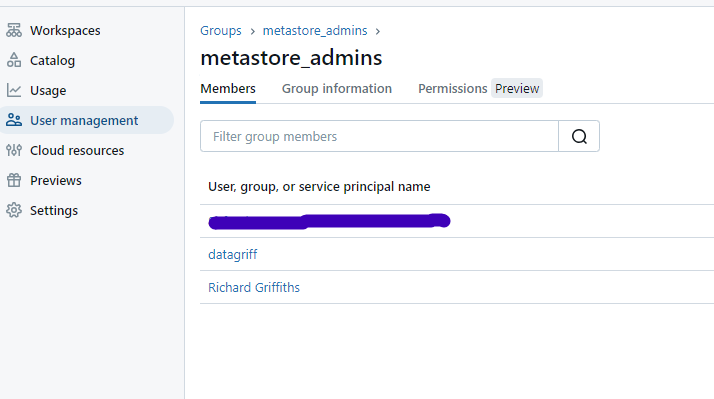 Workspaces
Catalog
Usage
User management
Cloud resources
Previews
Settings
Groups > metastore_admins >
metastore_admins
Members Group information Permissions Preview
Filter group members
User, group, or service principal name
datagriff
Richard Griffiths